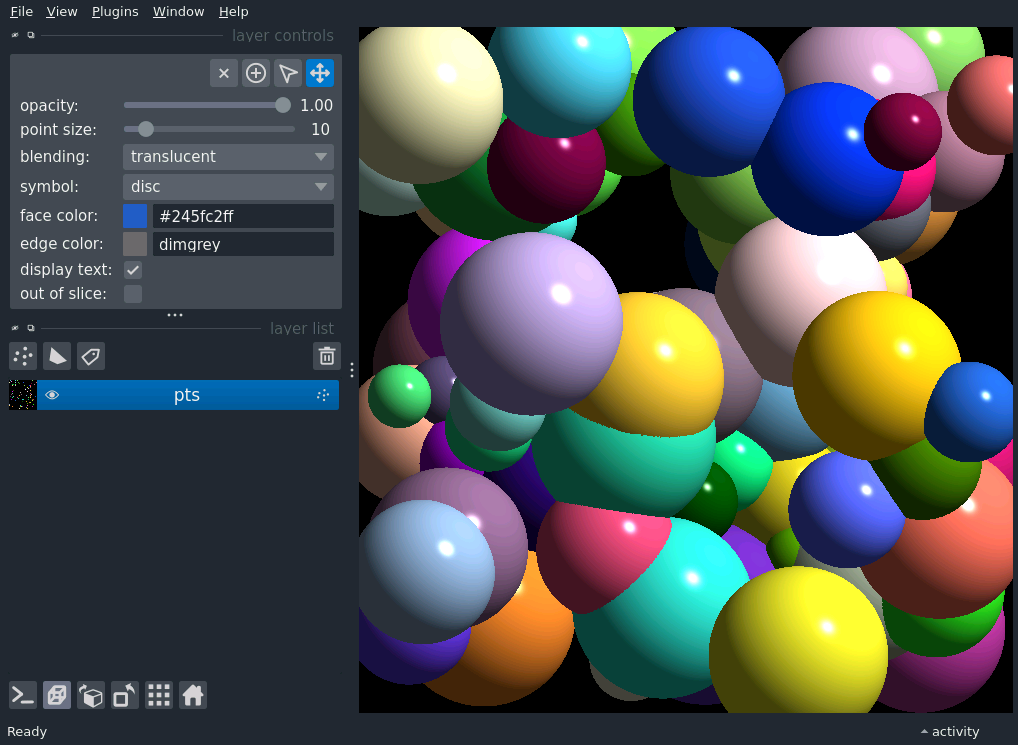 File View Plugins Window Help
layer controls
opacity: 1.00
point size: 10
blending: translucent
symbol: disc
face color: #245fc2ff
edge color: dimgrey
display text:
out of slice:
layer list
pts
Ready activity